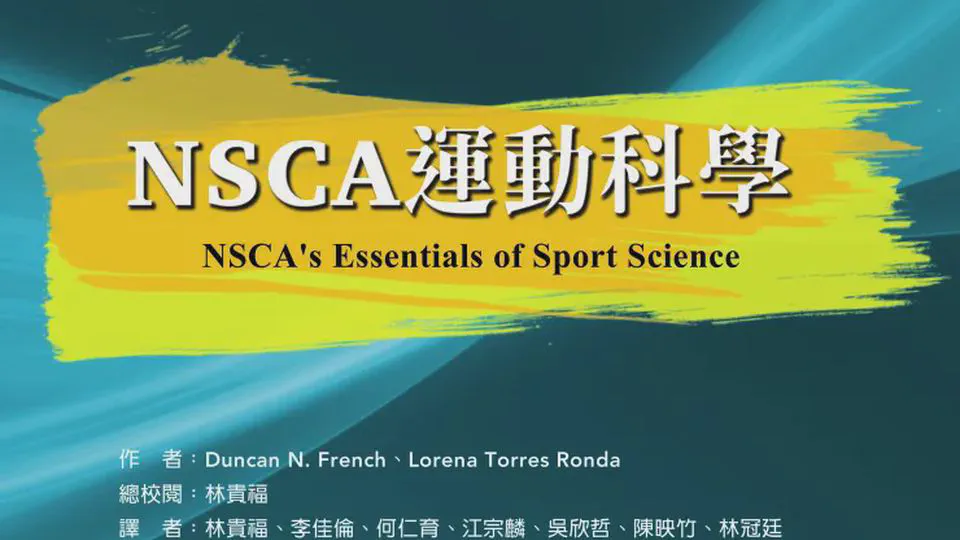 NSCA運動科學
NSCA's Essentials of Sport Science
作　者：Duncan N. French、Lorena Torres Ronda
總校閱：林貴福
譯　者：林貴福、李佳倫、何仁育、江宗麟、吳欣哲、陳映竹、林冠廷